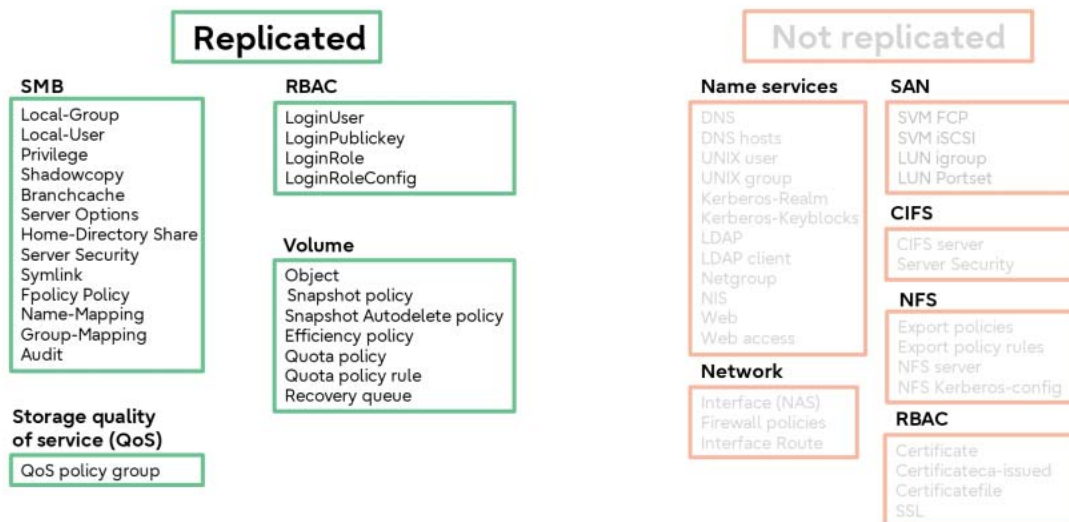 Replicated
SMB
Local-Group
Local-User
Privilege
Shadowcopy
Branchcache
Server Options
Home-Directory Share
Server Security
Symlink
Fpolicy Policy
Name-Mapping
Group-Mapping
Audit
Storage quality
of service (QoS)
QoS policy group
RBAC
LoginUser
LoginPublickey
LoginRole
LoginRoleConfig
Volume
Object
Snapshot policy
Snapshot Autodelete policy
Efficiency policy
Quota policy
Quota policy rule
Recovery queue
Not replicated
Name services
DNS
DNS hosts
UNIX user
UNIX group
Kerberos-Realm
Kerberos-Keyblocks
LDAP
LDAP client
Netgroup
NIS
Web
Web access
Network
Interface (NAS)
Firewall policies
Interface Route
SAN
SVM FCP
SVM iSCSI
LUN igroup
LUN Portset
CIFS
CIFS server
Server Security
NFS
Export policies
Export policy rules
NFS server
NFS Kerberos-config
RBAC
Certificate
Certificateca-issued
Certificatefile
SSL